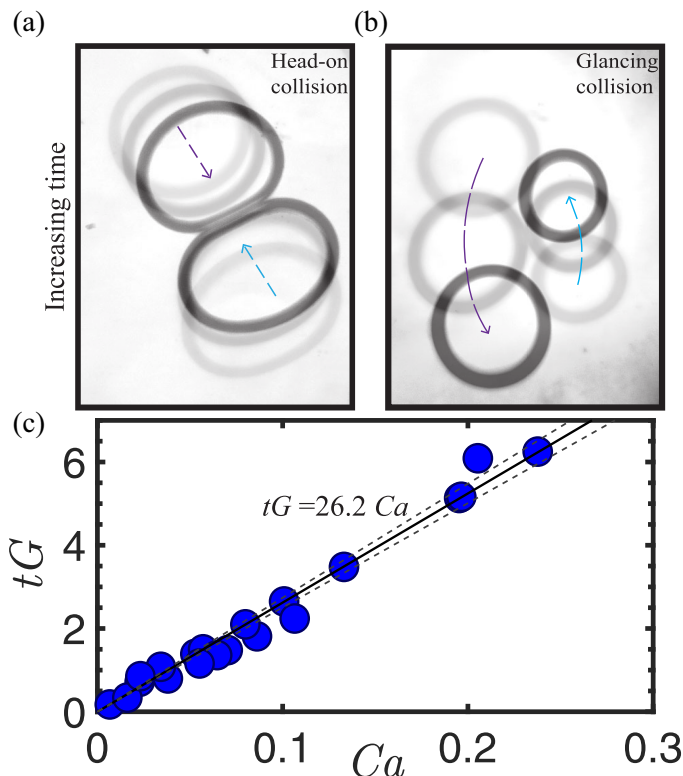 (a)
(b)
Head-on
collision
Glancing
collision
Increasing time
(c)
tG =26.2 Ca
tG
6
4
2
0
0
0.1
0.2
0.3
Ca